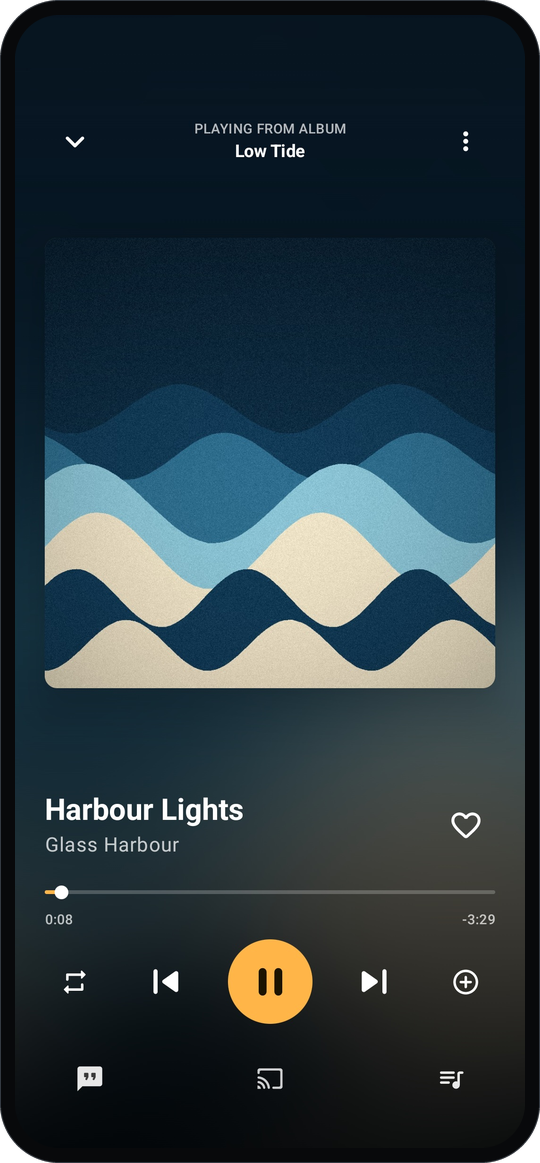 PLAYING FROM ALBUM
Low Tide
Harbour Lights
Glass Harbour
0:08
-3:29